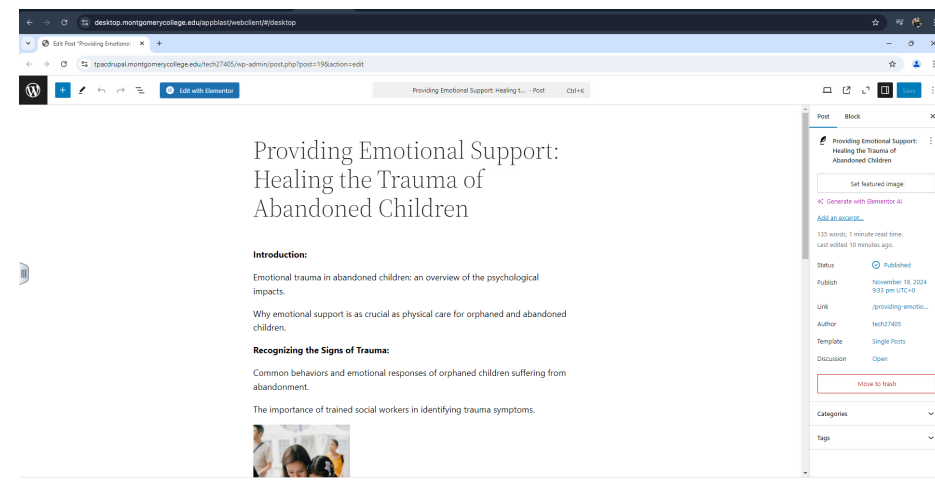 desktop.montgomerycollege.edu/appblast/webclient/#/desktop
Edit Post "Providing Emotional
tpacdrupal.montgomerycollege.edu/tech27405/wp-admin/post.php?post=19&action=edit
Edit with Elementor
Providing Emotional Support: Healing t... · Post Ctrl+K
Save
Post Block
Providing Emotional Support:
Healing the Trauma of
Abandoned Children
Set featured image
Generate with Elementor AI
Add an excerpt...
135 words, 1 minute read time.
Last edited 10 minutes ago.
Status Published
Publish November 19, 2024
9:33 pm UTC+0
Link /providing-emotio...
Author tech27405
Template Single Posts
Discussion Open
Move to trash
Categories
Tags
Providing Emotional Support:
Healing the Trauma of
Abandoned Children
Introduction:
Emotional trauma in abandoned children: an overview of the psychological
impacts.
Why emotional support is as crucial as physical care for orphaned and abandoned
children.
Recognizing the Signs of Trauma:
Common behaviors and emotional responses of orphaned children suffering from
abandonment.
The importance of trained social workers in identifying trauma symptoms.